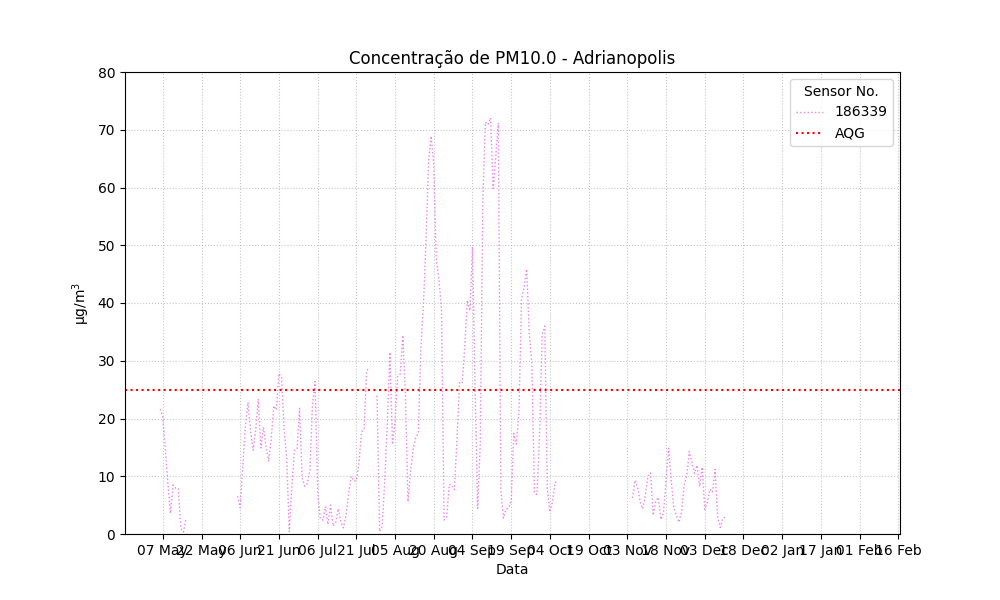 Concentração de PM10.0 - Adrianopolis
80
70
60
50
40
30
20
10
0
µg/m³
Sensor No.
186339
AQG
07 May 22 May 06 Jun 21 Jun 06 Jul 21 Jul 05 Aug 20 Aug 04 Sep 19 Sep 04 Oct 19 Oct 03 Nov 18 Nov 03 Dec 18 Dec 02 Jan 17 Jan 01 Feb 16 Feb
Data